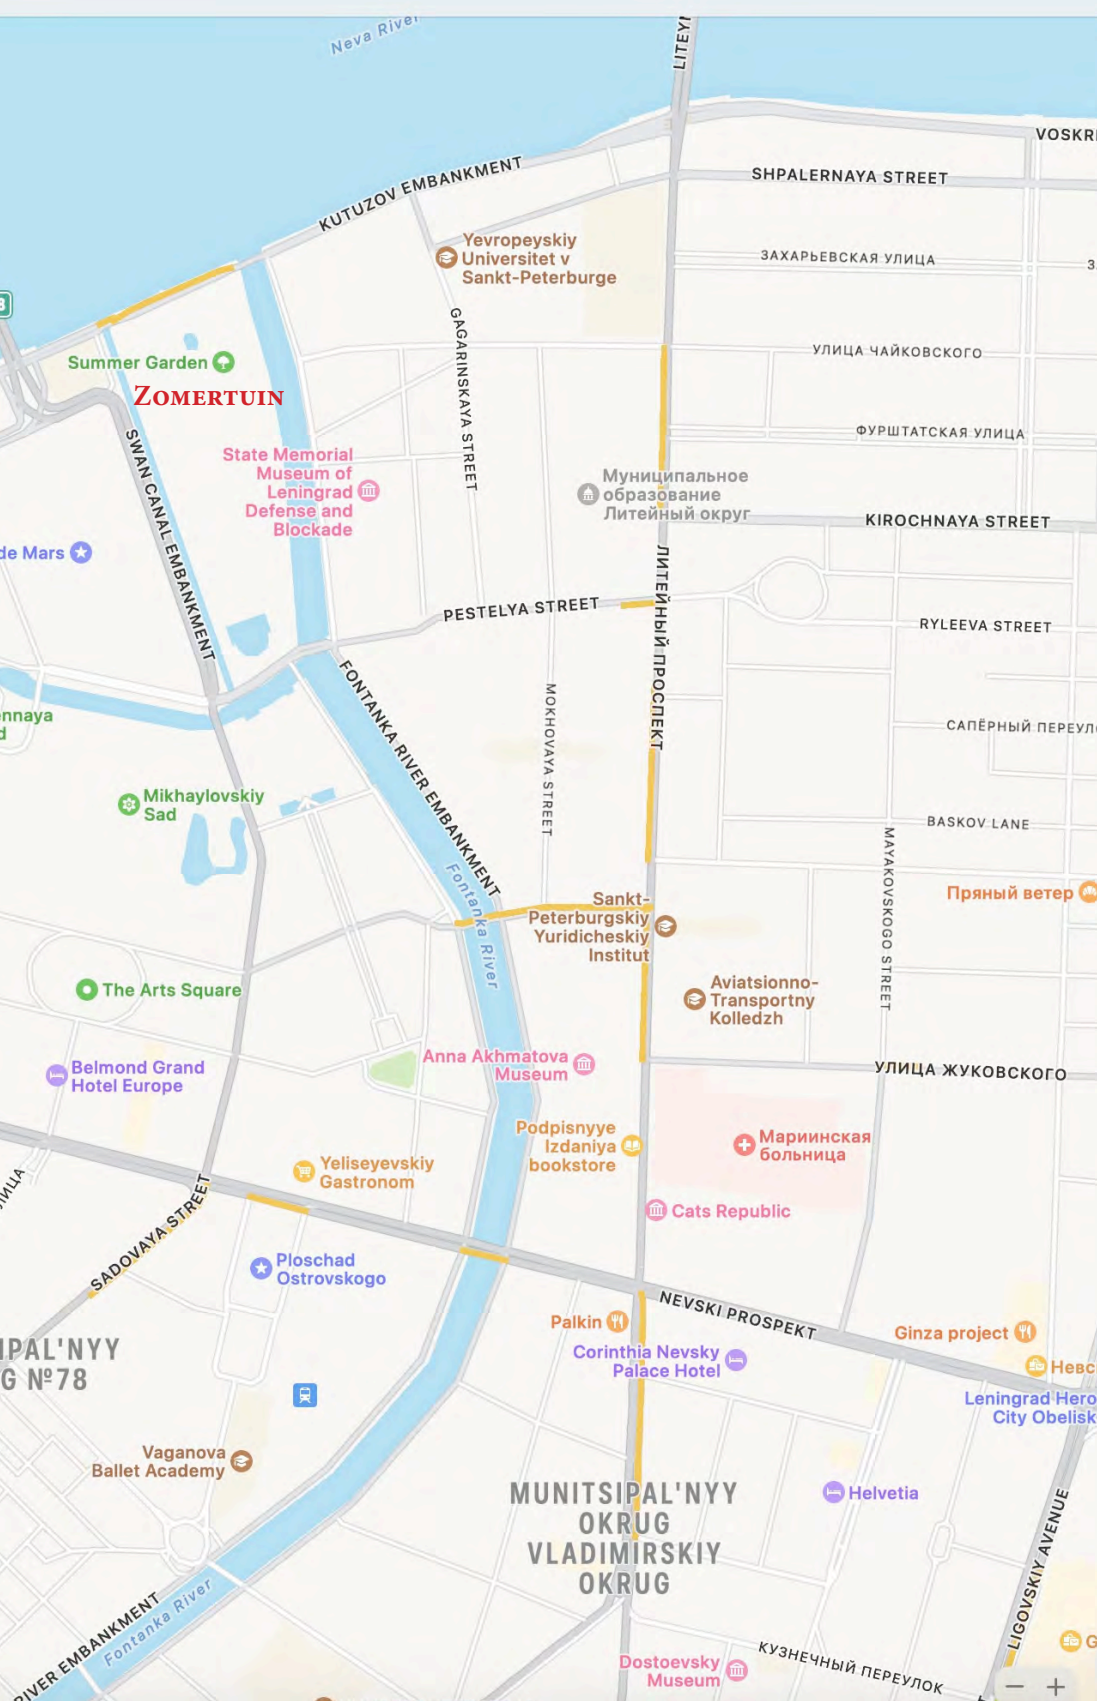 Neva River
LITEYN
VOSKRE
KUTUZOV EMBANKMENT
SHPALERNAYA STREET
Yevropeyskiy
Universitet v
Sankt-Peterburge
ЗАХАРЬЕВСКАЯ УЛИЦА
Summer Garden
УЛИЦА ЧАЙКОВСКОГО
ZOMERTUIN
GAGARINSKAYA STREET
SWAN CANAL EMBANKMENT
ФУРШТАТСКАЯ УЛИЦА
State Memorial
Museum of
Leningrad
Defense and
Blockade
Муниципальное
образование
Литейный округ
KIROCHNAYA STREET
de Mars
ЛИТЕЙНЫЙ ПРОСПЕКТ
PESTELYA STREET
RYLEEVA STREET
FONTANKA RIVER EMBANKMENT
MOKHOVAYA STREET
ennaya
d
САПЁРНЫЙ ПЕРЕУЛО
Mikhaylovskiy
Sad
BASKOV LANE
MAYAKOVSKOGO STREET
Fontanka River
Пряный ветер
Sankt-
Peterburgskiy
Yuridicheskiy
Institut
The Arts Square
Aviatsionno-
Transportny
Kolledzh
Belmond Grand
Hotel Europe
Anna Akhmatova
Museum
УЛИЦА ЖУКОВСКОГО
Podpisnyye
Izdaniya
bookstore
Мариинская
больница
Yeliseyevskiy
Gastronom
ЛИЦА
SADOVAYA STREET
Cats Republic
Ploschad
Ostrovskogo
NEVSKI PROSPEKT
Palkin
Ginza project
IPAL'NYY
G №78
Corinthia Nevsky
Palace Hotel
Невс
Leningrad Hero
City Obelisk
Vaganova
Ballet Academy
MUNITSIPAL'NYY
OKRUG
VLADIMIRSKIY
OKRUG
Helvetia
LIGOVSKIY AVENUE
RIVER EMBANKMENT
Fontanka River
Dostoevsky
Museum
КУЗНЕЧНЫЙ ПЕРЕУЛОК
G